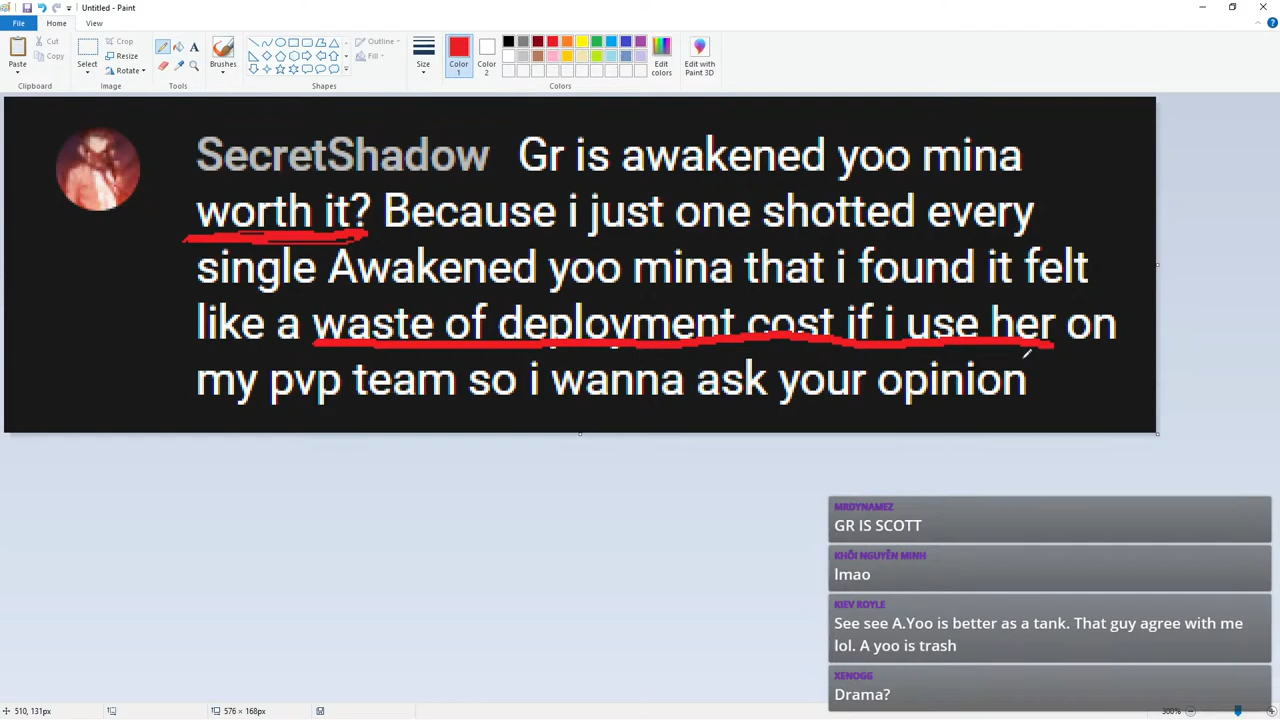 Untitled - Paint
File
Home
View
Paste
Cut
Copy
Clipboard
Select
Crop
Resize
Rotate
Image
A
Tools
Brushes
Outline
Fill
Shapes
Size
Color
1
Color
2
Edit
colors
Colors
Edit with
Paint 3D
SecretShadow Gr is awakened yoo mina
worth it? Because i just one shotted every
single Awakened yoo mina that i found it felt
like a waste of deployment cost if i use her on
my pvp team so i wanna ask your opinion
MRDYNAMEZ
GR IS SCOTT
KHÔI NGUYÊN MINH
lmao
KIEV ROYLE
See see A.Yoo is better as a tank. That guy agree with me
lol. A yoo is trash
XENOGG
Drama?
510, 131px
576 × 168px
300%